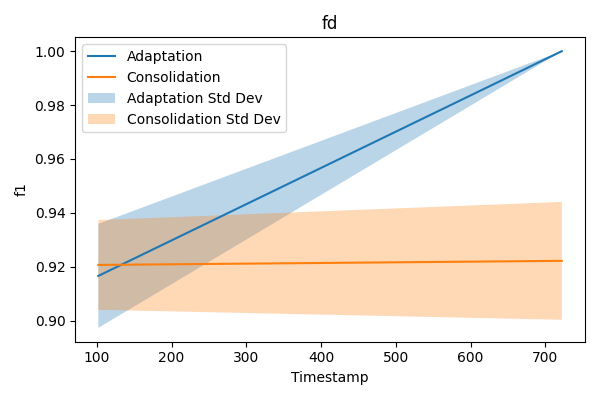 fd
Adaptation
Consolidation
Adaptation Std Dev
Consolidation Std Dev
1.00
0.98
0.96
0.94
0.92
0.90
f1
100 200 300 400 500 600 700
Timestamp